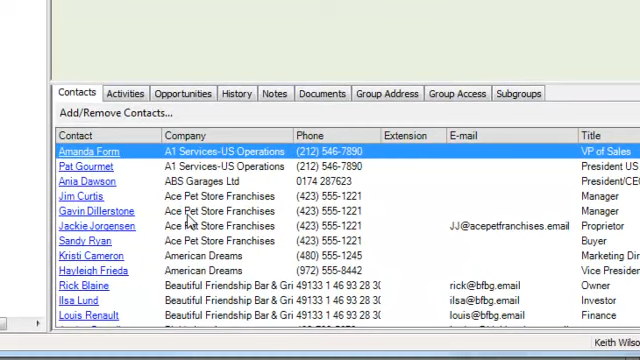 Contacts Activities Opportunities History Notes Documents Group Address Group Access Subgroups
Add/Remove Contacts...
Contact Company Phone Extension E-mail Title
Amanda Form A1 Services-US Operations (212) 546-7890 VP of Sales
Pat Gourmet A1 Services-US Operations (212) 546-7890 President US
Ania Dawson ABS Garages Ltd 0174 287623 President/CE
Jim Curtis Ace Pet Store Franchises (423) 555-1221 Manager
Gavin Dillerstone Ace Pet Store Franchises (423) 555-1221 Manager
Jackie Jorgensen Ace Pet Store Franchises (423) 555-1221 JJ@acepetfranchises.email Proprietor
Sandy Ryan Ace Pet Store Franchises (423) 555-1221 Buyer
Kristi Cameron American Dreams (480) 555-1245 Marketing Dir
Hayleigh Frieda American Dreams (972) 555-8442 Vice Presiden
Rick Blaine Beautiful Friendship Bar & Gri 49133 1 46 93 28 30 rick@bfbg.email Owner
Ilsa Lund Beautiful Friendship Bar & Gri 49133 1 46 93 28 30 ilsa@bfbg.email Investor
Louis Renault Beautiful Friendship Bar & Gri 49133 1 46 93 28 30 louis@bfbg.email Finance
Keith Wilso